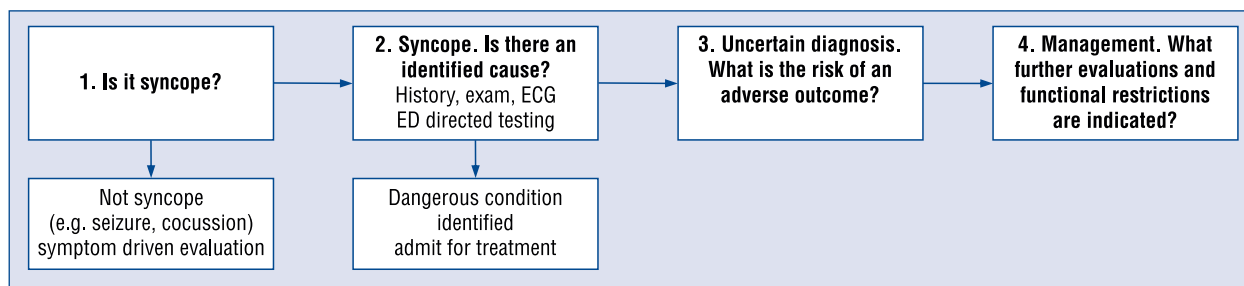 1. Is it syncope?
2. Syncope. Is there an
identified cause?
History, exam, ECG
ED directed testing
3. Uncertain diagnosis.
What is the risk of an
adverse outcome?
4. Management. What
further evaluations and
functional restrictions
are indicated?
Not syncope
(e.g. seizure, cocussion)
symptom driven evaluation
Dangerous condition
identified
admit for treatment